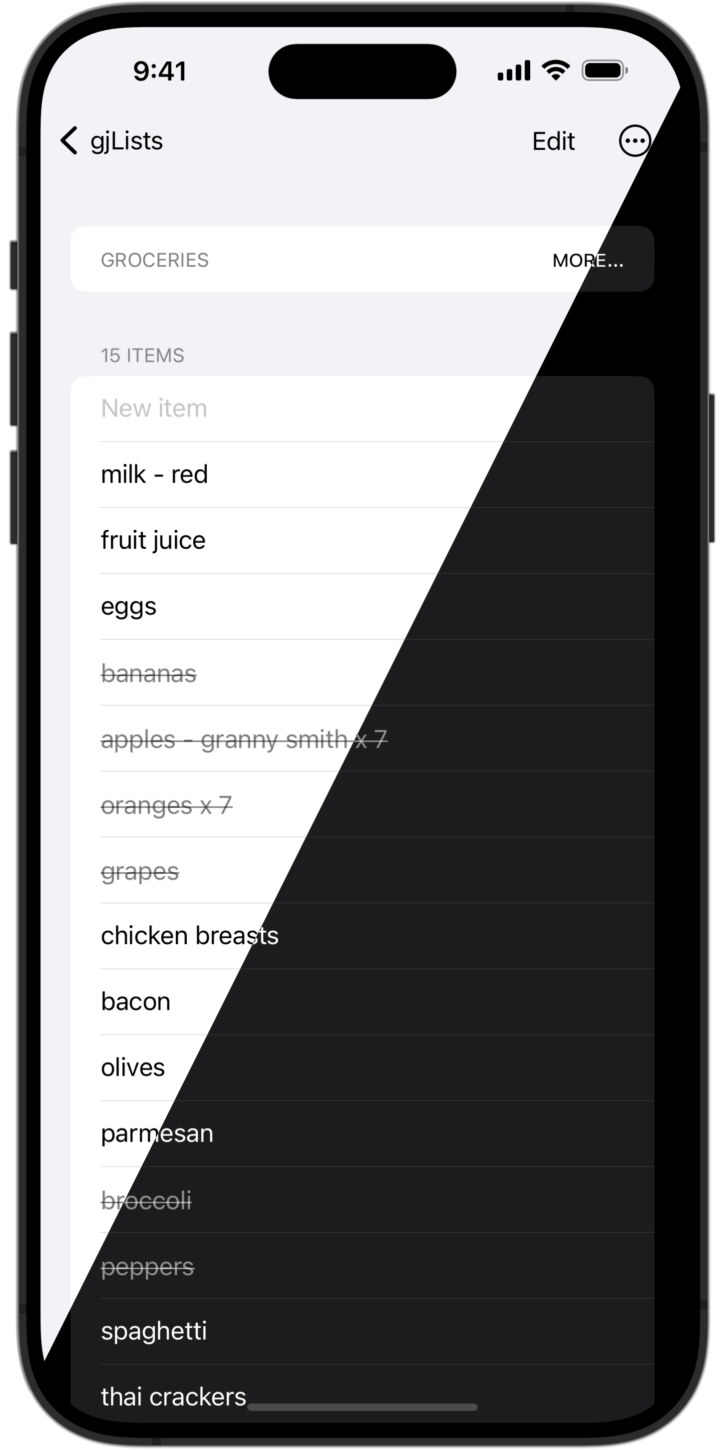 9:41
gjLists Edit
GROCERIES MORE...
15 ITEMS
New item
milk - red
fruit juice
eggs
bananas
apples - granny smith x 7
oranges x 7
grapes
chicken breasts
bacon
olives
parmesan
broccoli
peppers
spaghetti
thai crackers